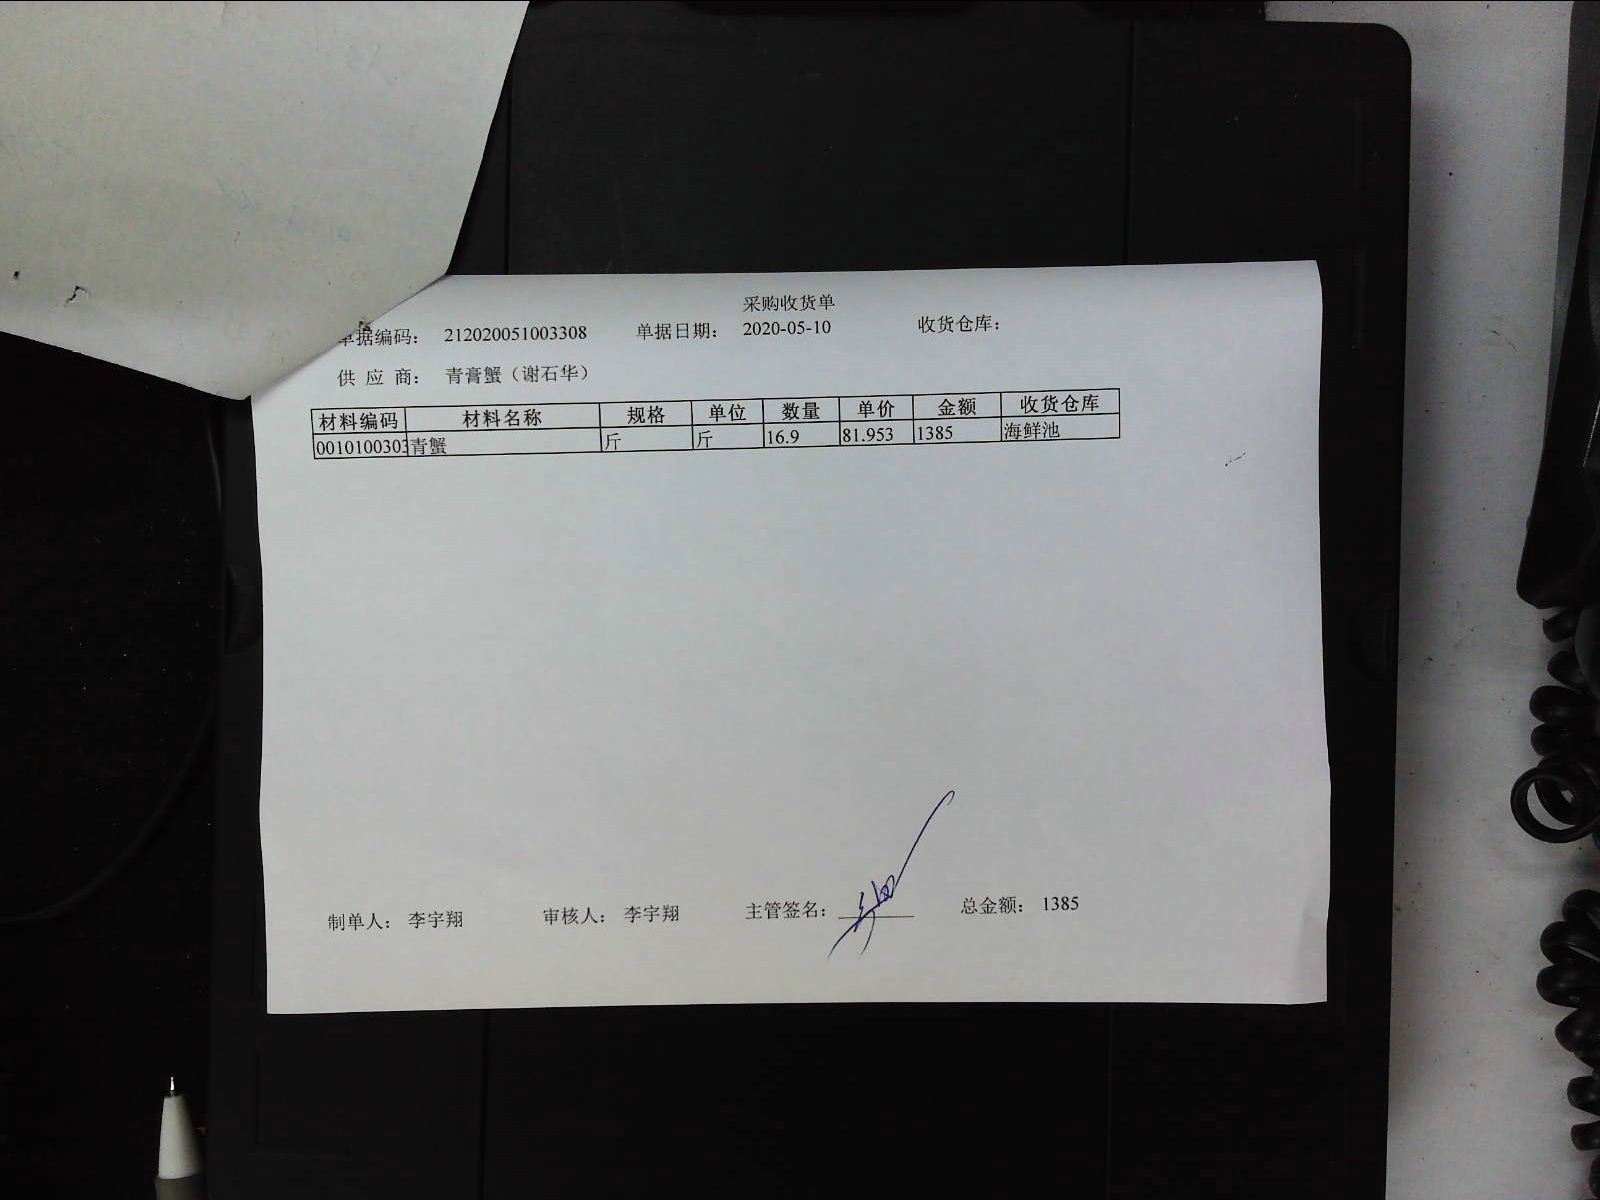 采购收货单
单据编码： 212020051003308 单据日期： 2020-05-10 收货仓库：
供 应 商： 青膏蟹（谢石华）
材料编码 材料名称 规格 单位 数量 单价 金额 收货仓库
0010100303 青蟹 斤 斤 16.9 81.953 1385 海鲜池
制单人： 李宇翔 审核人： 李宇翔 主管签名： 总金额： 1385